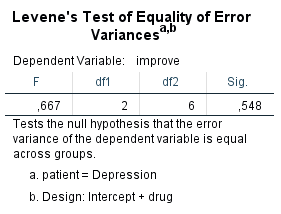 Levene's Test of Equality of Error
Variancesa,b
Dependent Variable: improve
F df1 df2 Sig.
,667 2 6 ,548
Tests the null hypothesis that the error
variance of the dependent variable is equal
across groups.
a. patient = Depression
b. Design: Intercept + drug